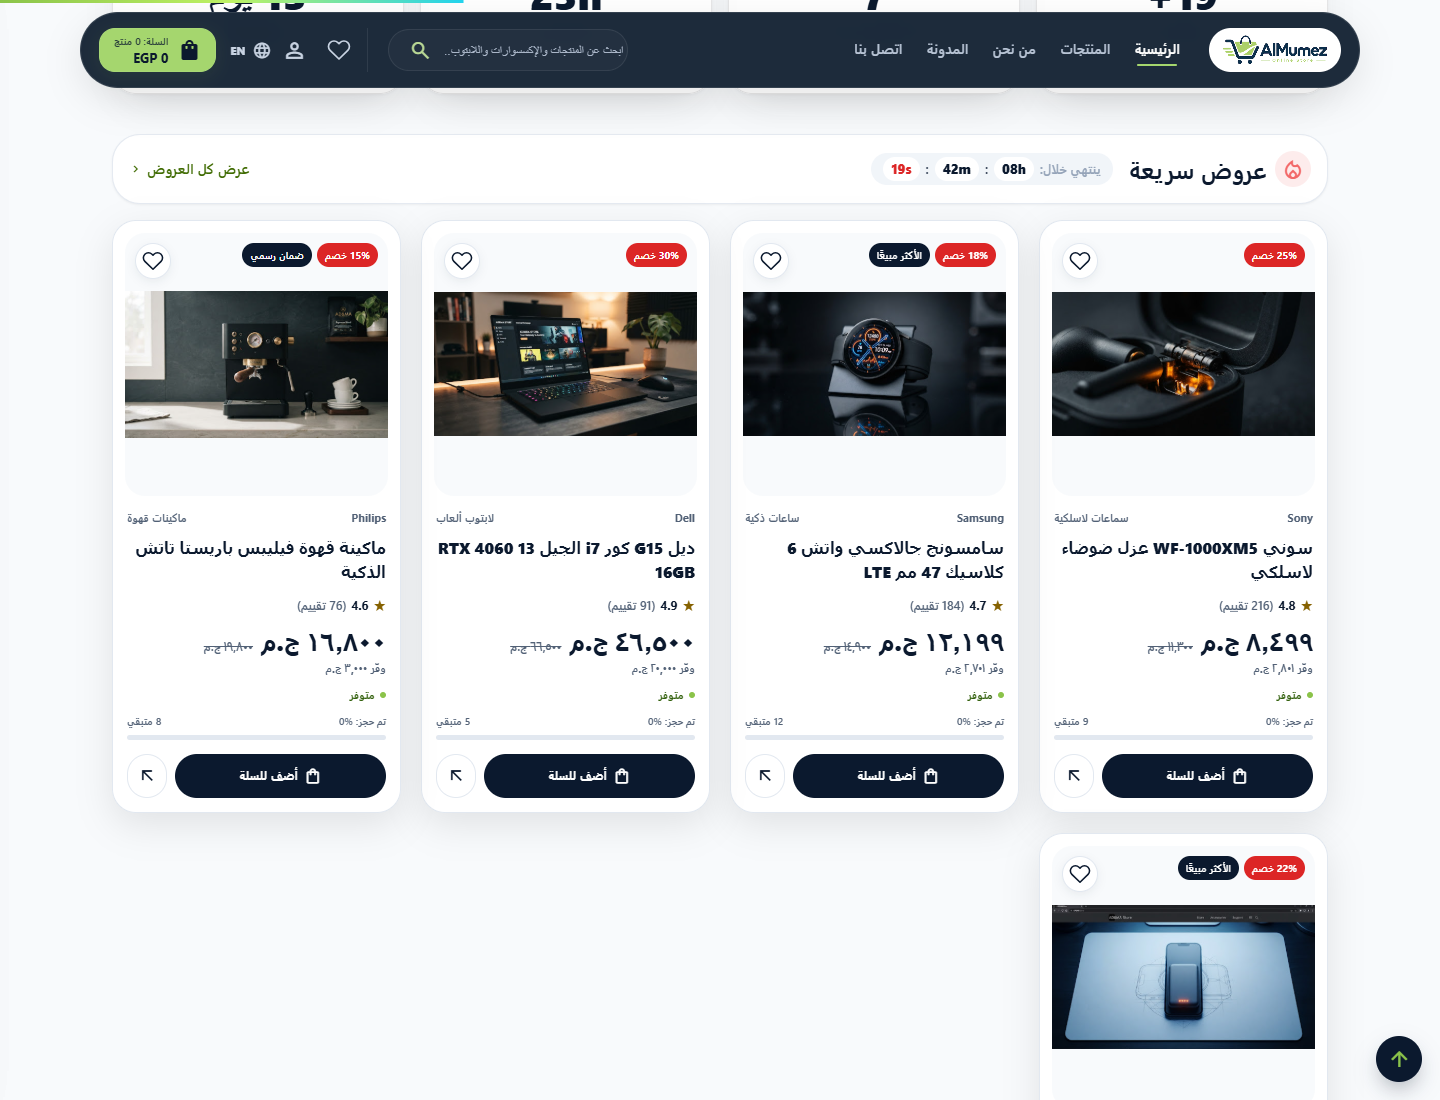 AlMumez
Online Store
الرئيسية
المنتجات
من نحن
المدونة
اتصل بنا
ابحث عن المنتجات والإكسسوارات واللابتوب..
EN
السلة: 0 منتج
EGP 0
عروض سريعة
ينتهي خلال:
08h : 42m : 19s
عرض كل العروض
25% خصم
Sony
سماعات لاسلكية
سوني WF-1000XM5 عزل ضوضاء
لاسلكي
★ 4.8 (216 تقييم)
٨,٤٩٩ ج.م ١١,٣٠٠ ج.م
وفّر ٢,٨٠١ ج.م
متوفر
تم حجز: 0%
9 متبقي
أضف للسلة
18% خصم
الأكثر مبيعًا
Samsung
ساعات ذكية
سامسونج جالاكسي واتش 6
كلاسيك 47 مم LTE
★ 4.7 (184 تقييم)
١٢,١٩٩ ج.م ١٤,٩٠٠ ج.م
وفّر ٢,٧٠١ ج.م
متوفر
تم حجز: 0%
12 متبقي
أضف للسلة
30% خصم
Dell
لابتوب ألعاب
ديل G15 كور i7 الجيل 13 RTX 4060
16GB
★ 4.9 (91 تقييم)
٤٦,٥٠٠ ج.م ٦٦,٥٠٠ ج.م
وفّر ٢٠,٠٠٠ ج.م
متوفر
تم حجز: 0%
5 متبقي
أضف للسلة
15% خصم
ضمان رسمي
Philips
ماكينات قهوة
ماكينة قهوة فيليبس باريستا تاتش
الذكية
★ 4.6 (76 تقييم)
١٦,٨٠٠ ج.م ١٩,٨٠٠ ج.م
وفّر ٣,٠٠٠ ج.م
متوفر
تم حجز: 0%
8 متبقي
أضف للسلة
22% خصم
الأكثر مبيعًا